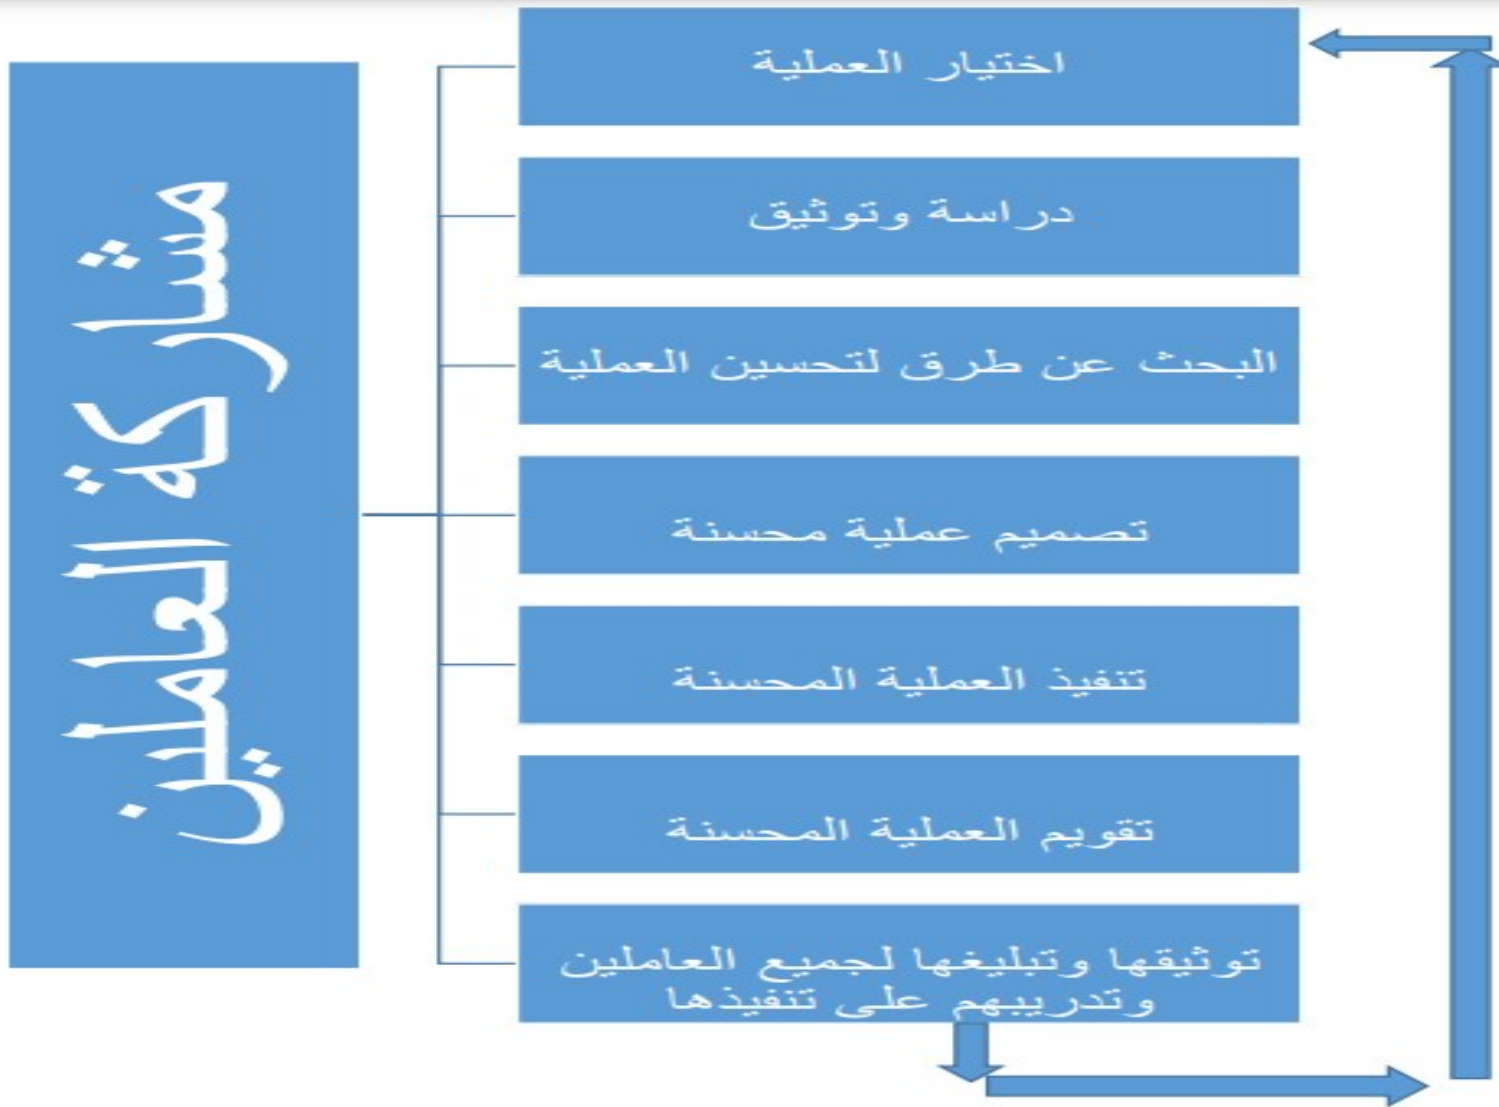 مشاركة العاملين
اختيار العملية
دراسة وتوثيق
البحث عن طرق لتحسين العملية
تصميم عملية محسنة
تنفيذ العملية المحسنة
تقويم العملية المحسنة
توثيقها وتبليغها لجميع العاملين
وتدريبهم على تنفيذها